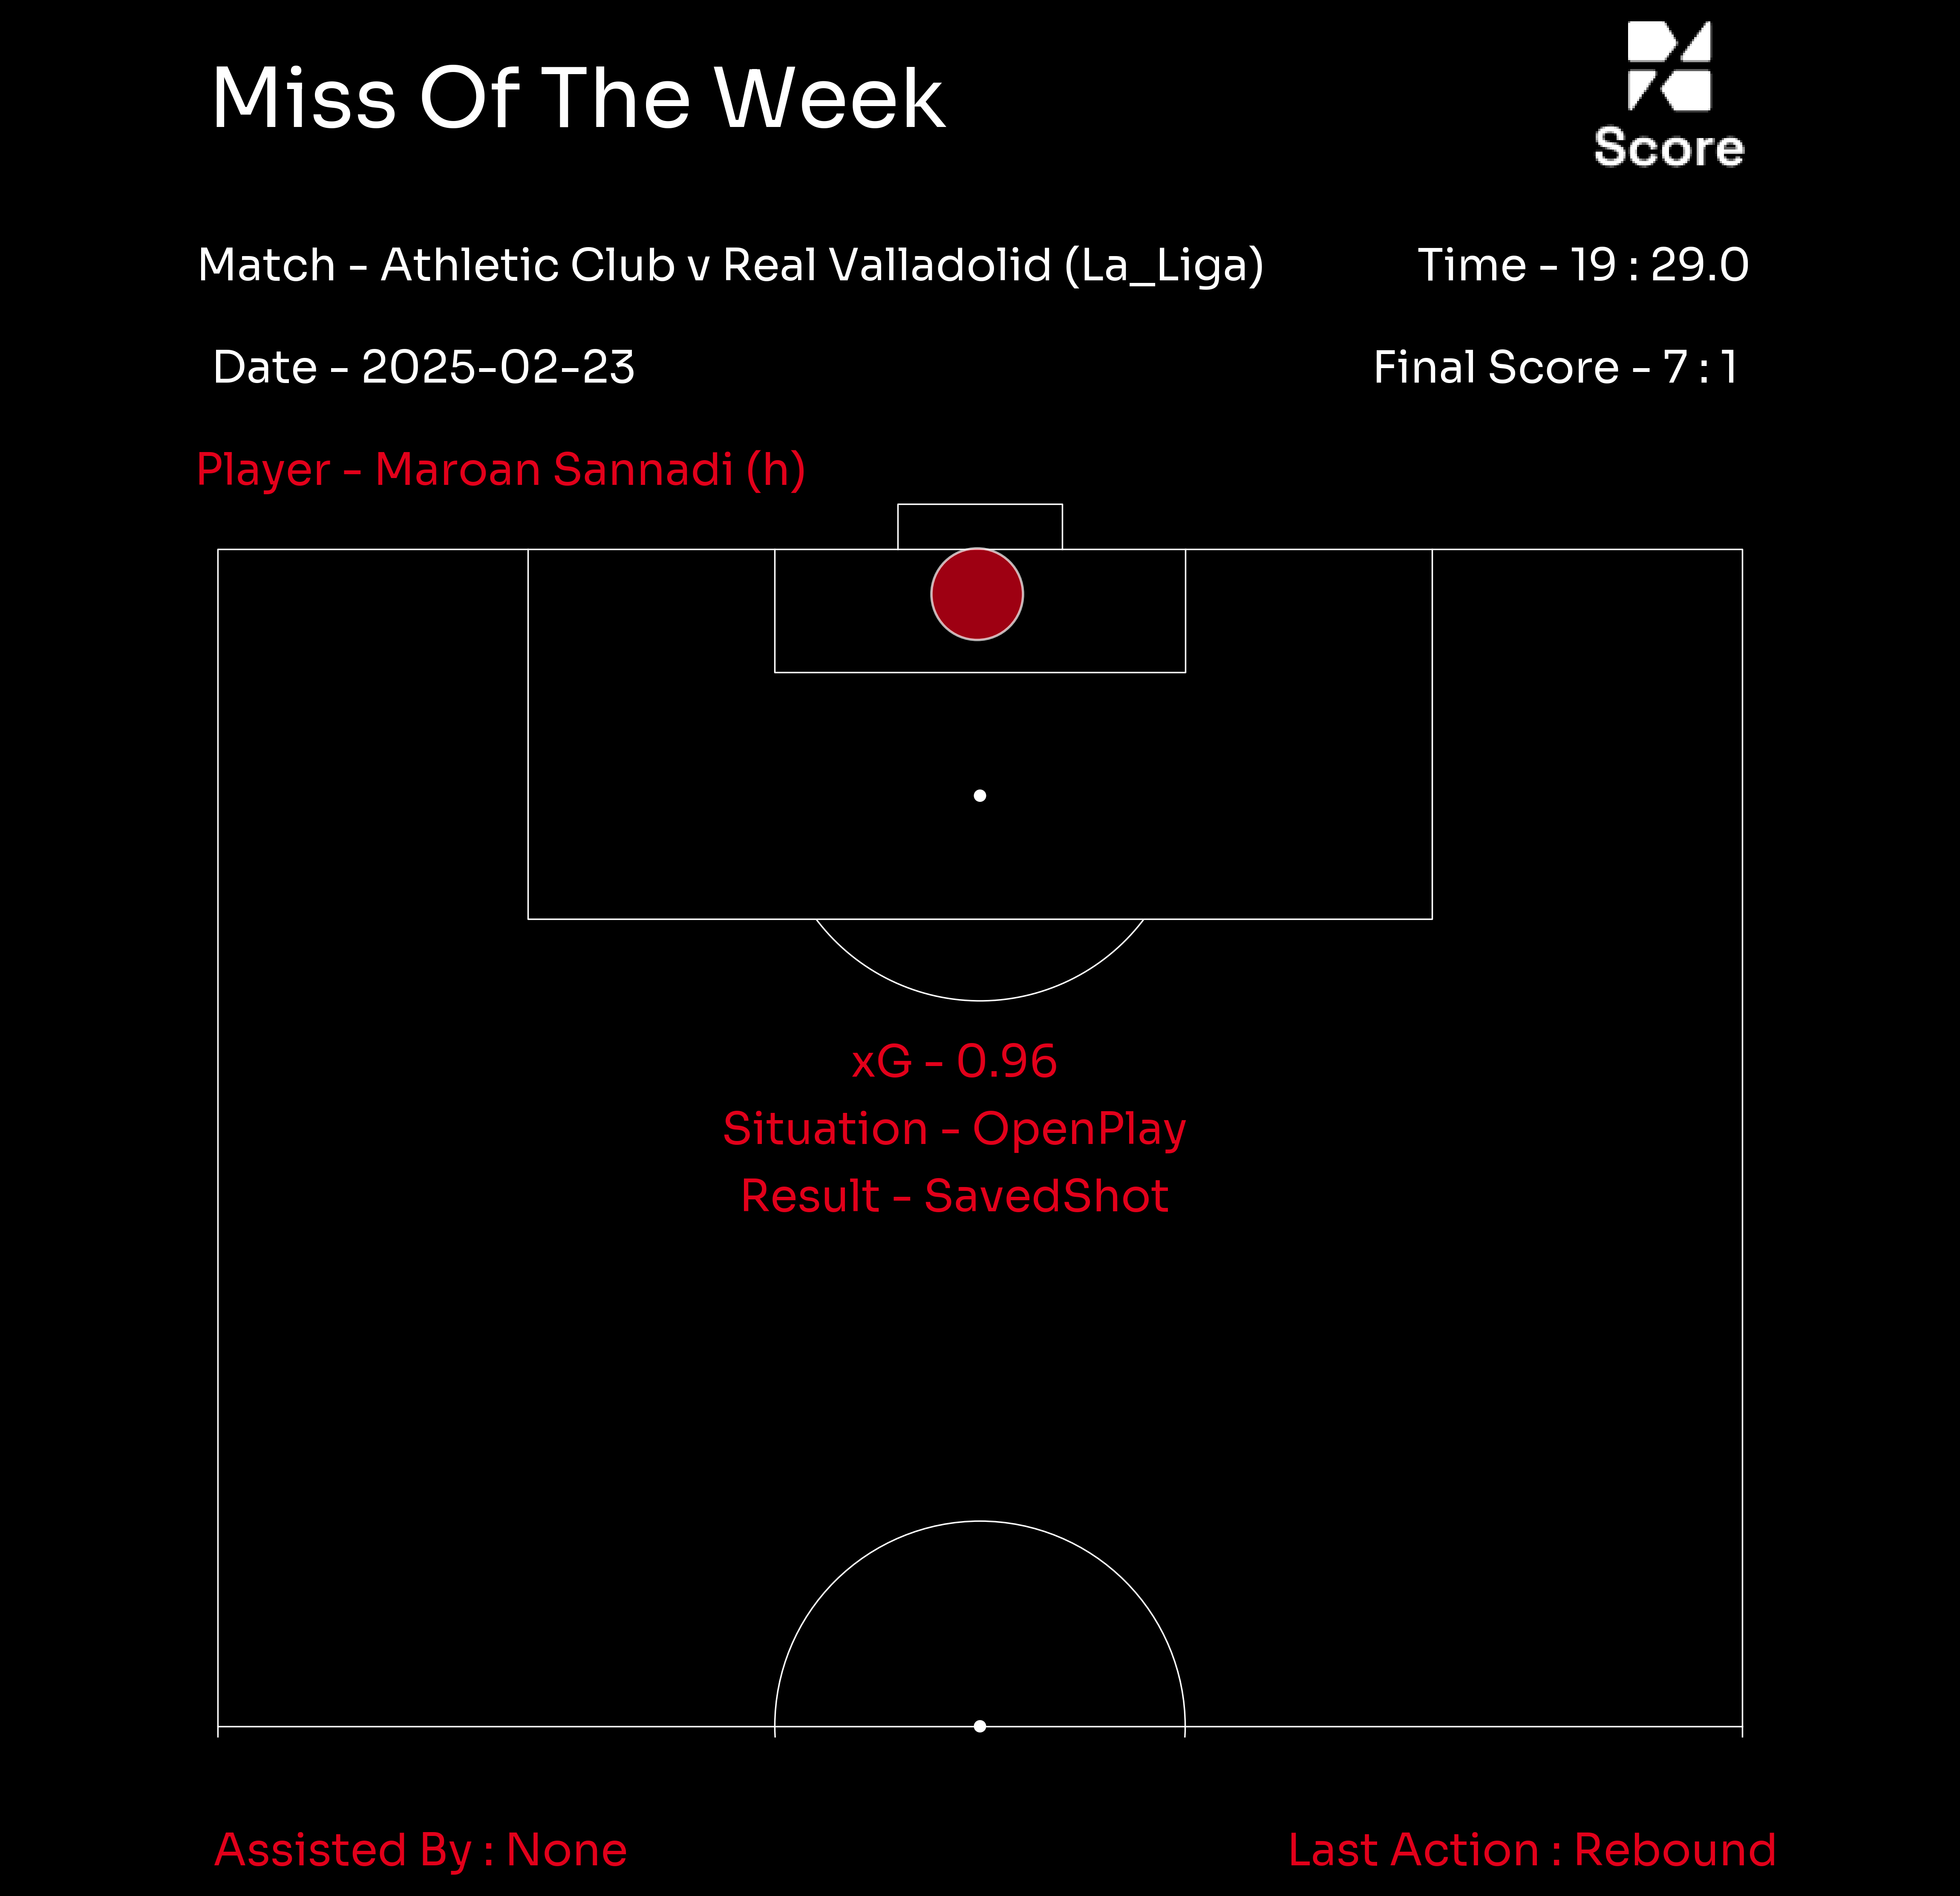 Miss Of The Week
Score
Match - Athletic Club v Real Valladolid (La_Liga)
Time - 19 : 29.0
Date - 2025-02-23
Final Score - 7 : 1
Player - Maroan Sannadi (h)
xG - 0.96
Situation - OpenPlay
Result - SavedShot
Assisted By : None
Last Action : Rebound